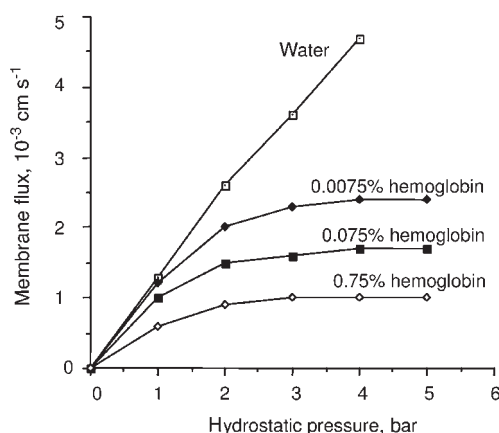 5
Water
4
3
0.0075% hemoglobin
2
0.075% hemoglobin
0.75% hemoglobin
1
0
0 1 2 3 4 5 6
Hydrostatic pressure, bar
Membrane flux, 10⁻³ cm s⁻¹